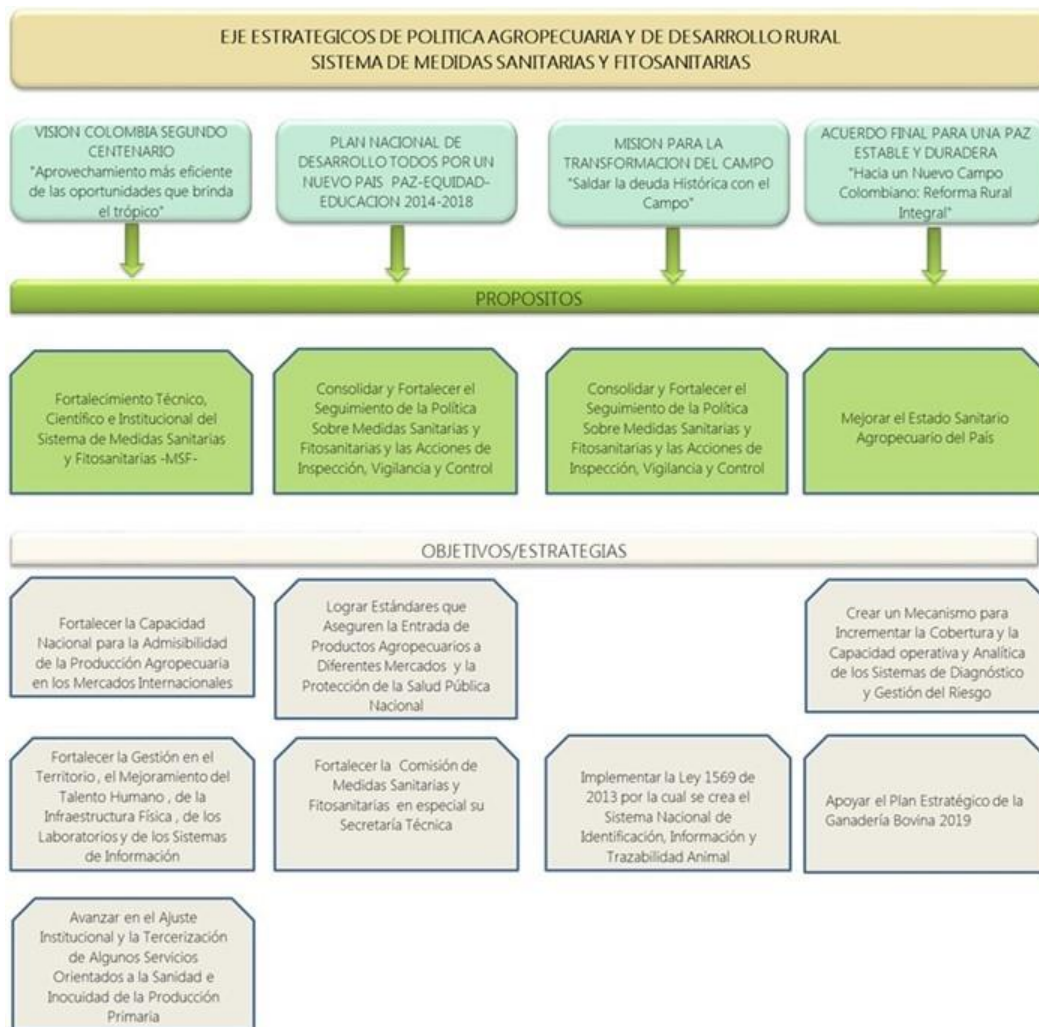 EJE ESTRATEGICOS DE POLITICA AGROPECUARIA Y DE DESARROLLO RURAL
SISTEMA DE MEDIDAS SANITARIAS Y FITOSANITARIAS
VISION COLOMBIA SEGUNDO
CENTENARIO
"Aprovechamiento más eficiente
de las oportunidades que brinda
el trópico"
PLAN NACIONAL DE
DESARROLLO TODOS POR UN
NUEVO PAIS PAZ-EQUIDAD-
EDUCACION 2014-2018
MISION PARA LA
TRANSFORMACION DEL CAMPO
"Saldar la deuda Histórica con el
Campo"
ACUERDO FINAL PARA UNA PAZ
ESTABLE Y DURADERA
"Hacia un Nuevo Campo
Colombiano: Reforma Rural
Integral"
PROPOSITOS
Fortalecimiento Técnico,
Científico e Institucional del
Sistema de Medidas Sanitarias
y Fitosanitarias -MSF-
Consolidar y Fortalecer el
Seguimiento de la Política
Sobre Medidas Sanitarias y
Fitosanitarias y las Acciones de
Inspección, Vigilancia y Control
Consolidar y Fortalecer el
Seguimiento de la Política
Sobre Medidas Sanitarias y
Fitosanitarias y las Acciones de
Inspección, Vigilancia y Control
Mejorar el Estado Sanitario
Agropecuario del País
OBJETIVOS/ESTRATEGIAS
Fortalecer la Capacidad
Nacional para la Admisibilidad
de la Producción Agropecuaria
en los Mercados Internacionales
Lograr Estándares que
Aseguren la Entrada de
Productos Agropecuarios a
Diferentes Mercados y la
Protección de la Salud Pública
Nacional
Crear un Mecanismo para
Incrementar la Cobertura y la
Capacidad operativa y Analítica
de los Sistemas de Diagnóstico
y Gestión del Riesgo
Fortalecer la Gestión en el
Territorio , el Mejoramiento del
Talento Humano , de la
Infraestructura Física , de los
Laboratorios y de los Sistemas
de Información
Fortalecer la Comisión de
Medidas Sanitarias y
Fitosanitarias en especial su
Secretaría Técnica
Implementar la Ley 1569 de
2013 por la cual se crea el
Sistema Nacional de
Identificación, Información y
Trazabilidad Animal
Apoyar el Plan Estratégico de la
Ganadería Bovina 2019
Avanzar en el Ajuste
Institucional y la Tercerización
de Algunos Servicios
Orientados a la Sanidad e
Inocuidad de la Producción
Primaria